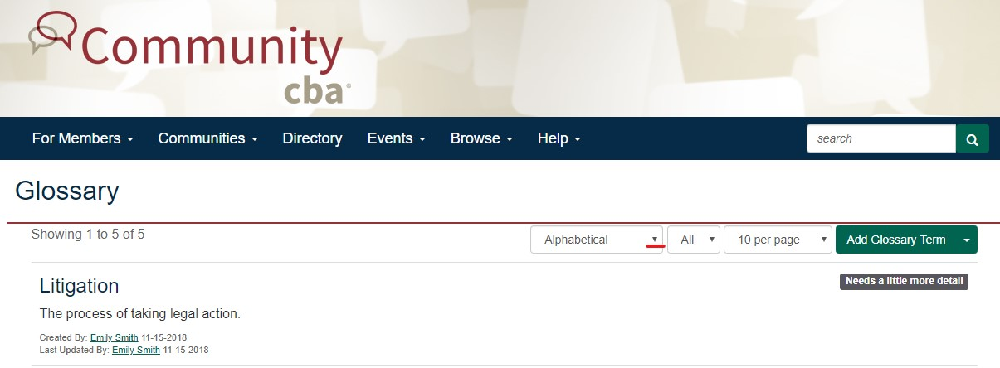 Community
cba®
For Members Communities Directory Events Browse Help search
Glossary
Showing 1 to 5 of 5 Alphabetical All 10 per page Add Glossary Term
Litigation Needs a little more detail
The process of taking legal action.
Created By: Emily Smith 11-15-2018
Last Updated By: Emily Smith 11-15-2018